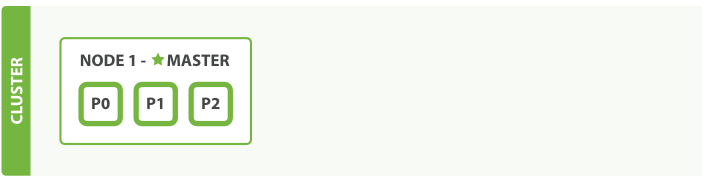 CLUSTER
NODE 1 - ★ MASTER
P0 P1 P2